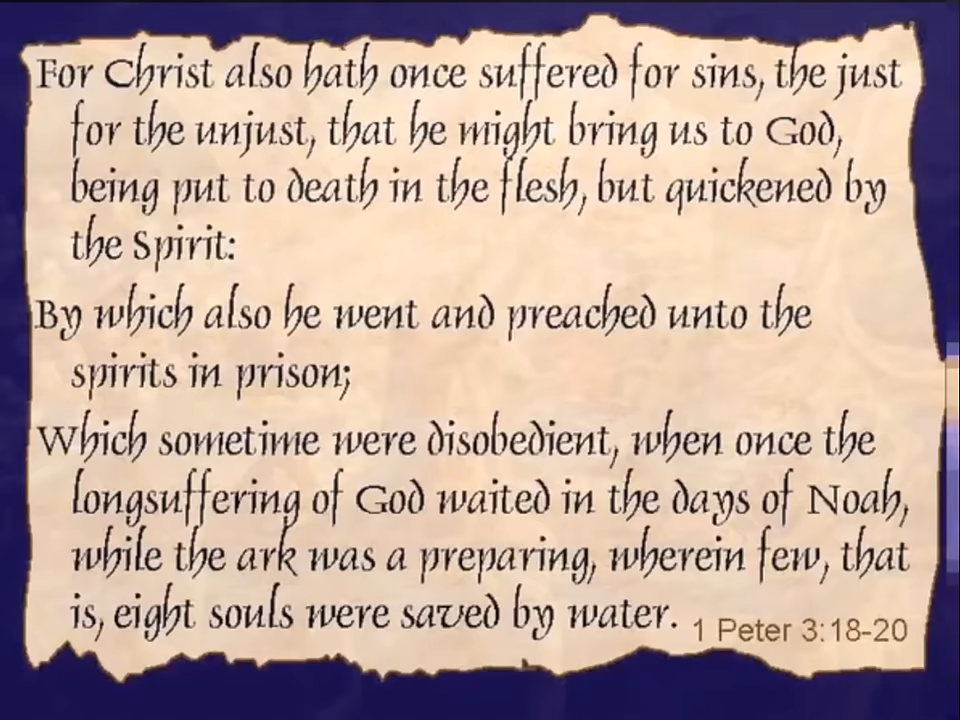 For Christ also hath once suffered for sins, the just
for the unjust, that he might bring us to God,
being put to death in the flesh, but quickened by
the Spirit:
By which also he went and preached unto the
spirits in prison;
Which sometime were disobedient, when once the
longsuffering of God waited in the days of Noah,
while the ark was a preparing, wherein few, that
is, eight souls were saved by water.
1 Peter 3:18-20